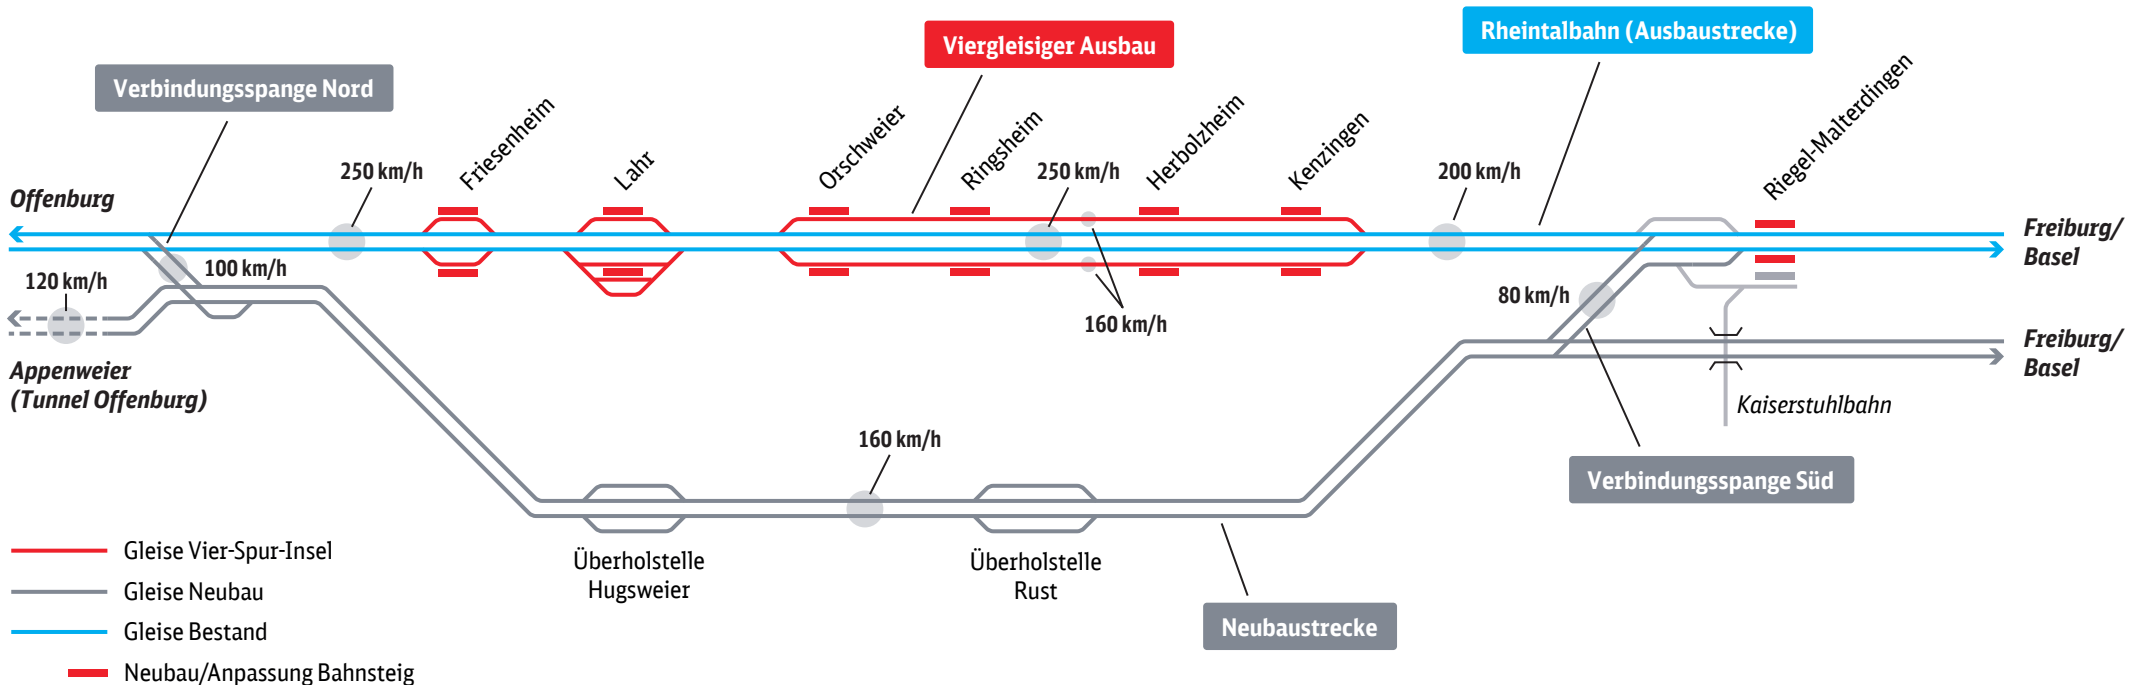 Viergleisiger Ausbau
Rheintalbahn (Ausbaustrecke)
Verbindungsspange Nord
250 km/h
Friesenheim
Lahr
Orschweier
Ringsheim
250 km/h
Herbolzheim
Kenzingen
200 km/h
Riegel-Malterdingen
Offenburg
Freiburg/
Basel
120 km/h
100 km/h
160 km/h
80 km/h
Appenweier
(Tunnel Offenburg)
Freiburg/
Basel
Kaiserstuhlbahn
160 km/h
Verbindungsspange Süd
Überholstelle
Hugsweier
Überholstelle
Rust
Neubaustrecke
Gleise Vier-Spur-Insel
Gleise Neubau
Gleise Bestand
Neubau/Anpassung Bahnsteig